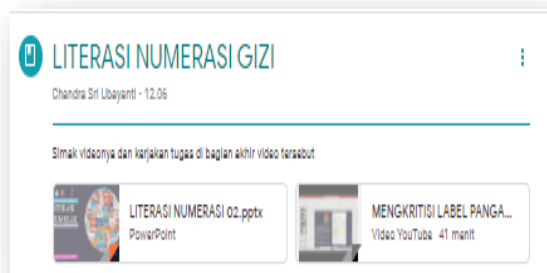 LITERASI NUMERASI GIZI
Chandra Sri Ubayanti • 12.06
Simak videonya dan kerjakan tugas di bagian akhir video tersebut
LITERASI NUMERASI 02.pptx
PowerPoint
MENGKRITISI LABEL PANGA...
Video YouTube 41 menit